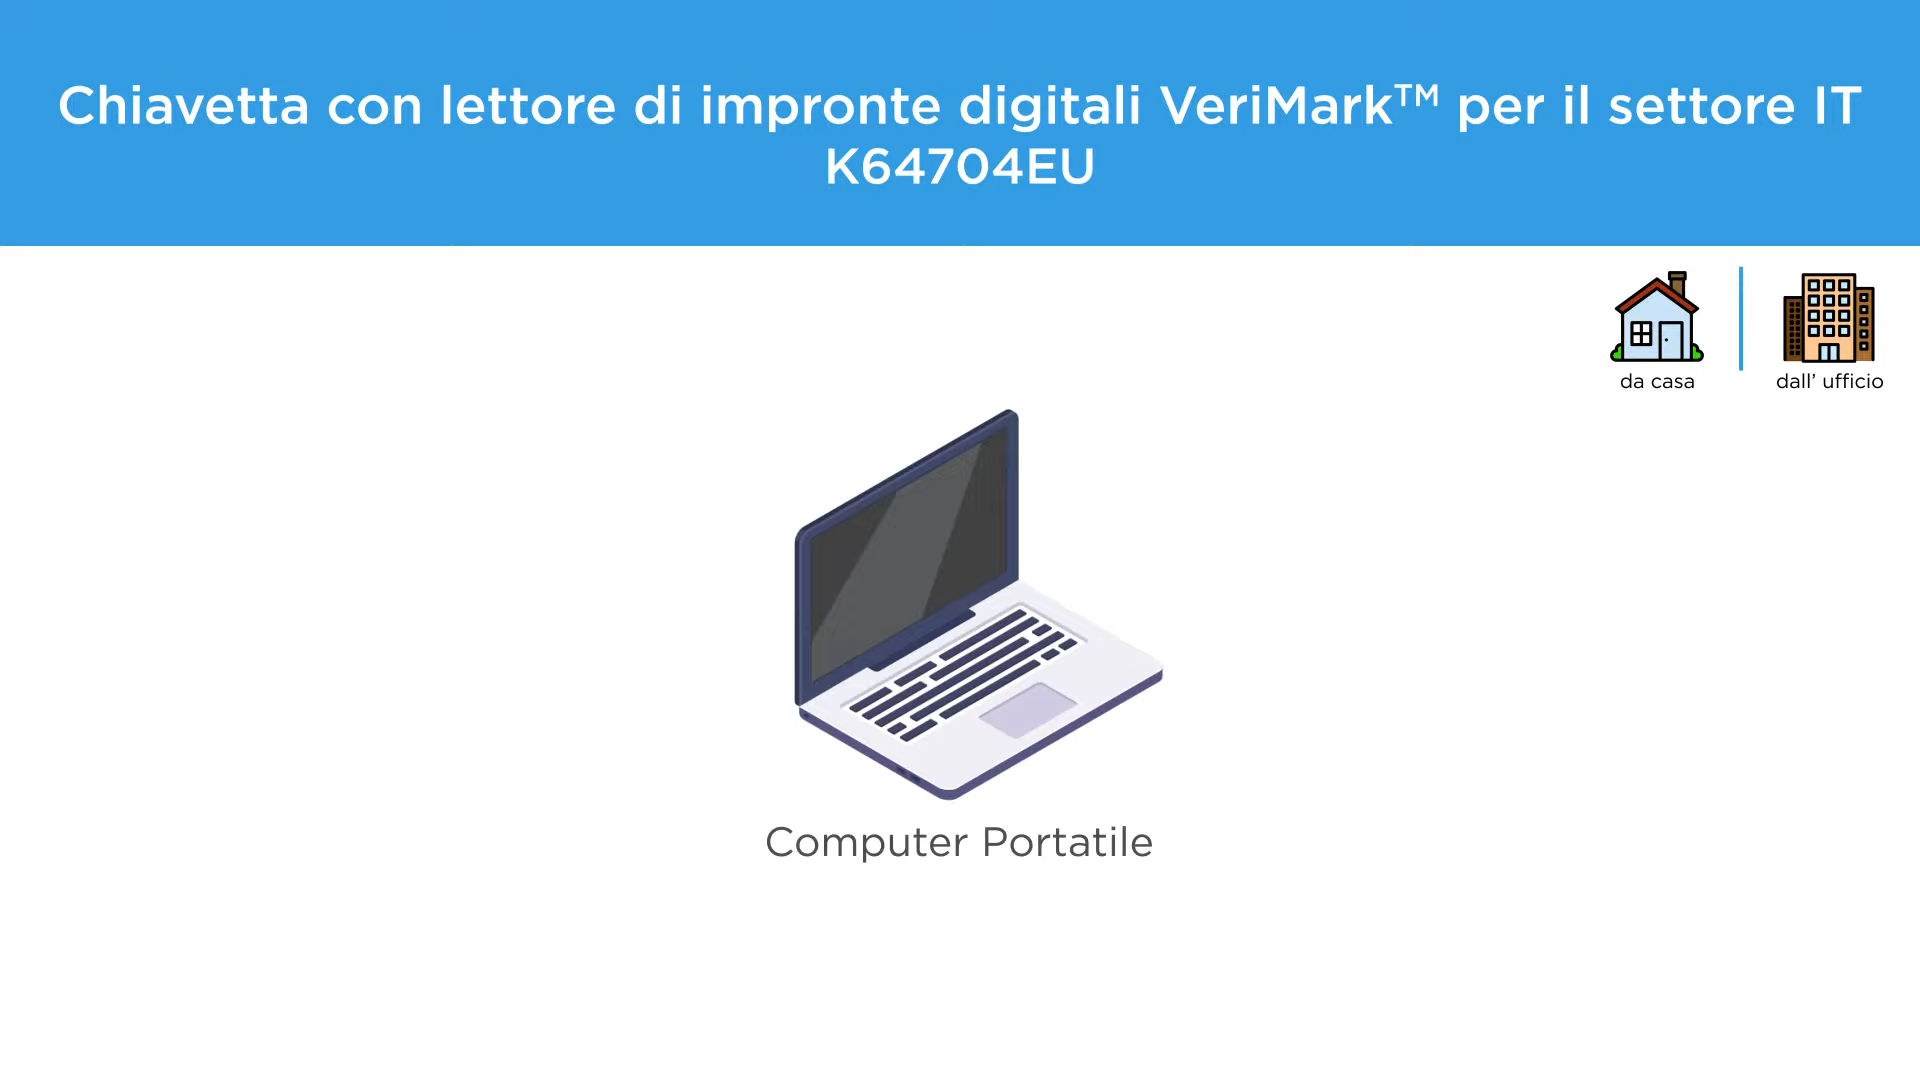 Chiavetta con lettore di impronte digitali VeriMark™ per il settore IT
K64704EU
da casa
dall’ ufficio
Computer Portatile